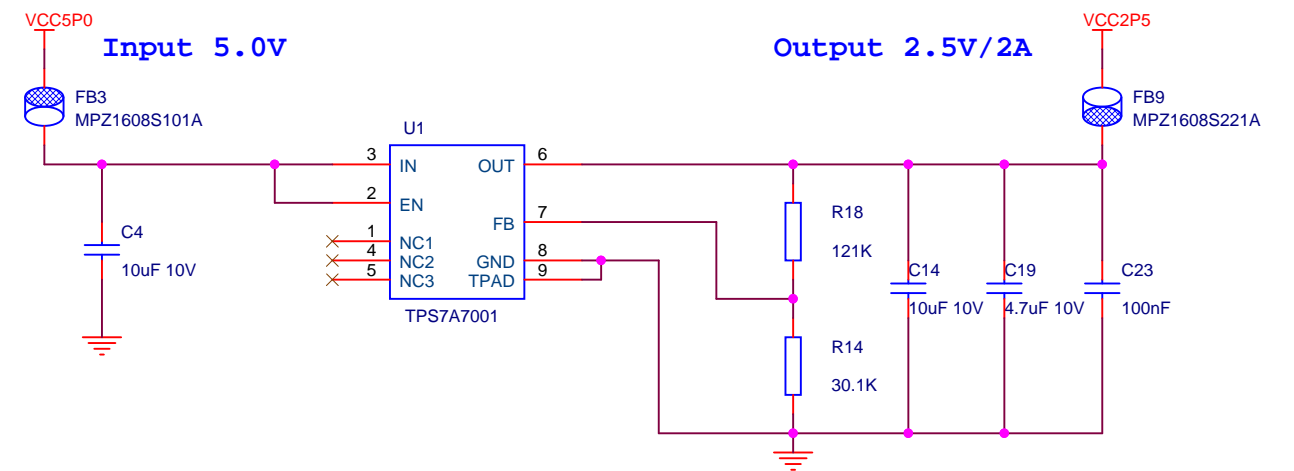 VCC5P0
Input 5.0V
Output 2.5V/2A
VCC2P5
FB3
MPZ1608S101A
FB9
MPZ1608S221A
U1
3
IN
OUT
6
2
EN
FB
7
1
NC1
4
NC2
GND
8
5
NC3
TPAD
9
TPS7A7001
C4
10uF 10V
R18
121K
C14
10uF 10V
C19
4.7uF 10V
C23
100nF
R14
30.1K